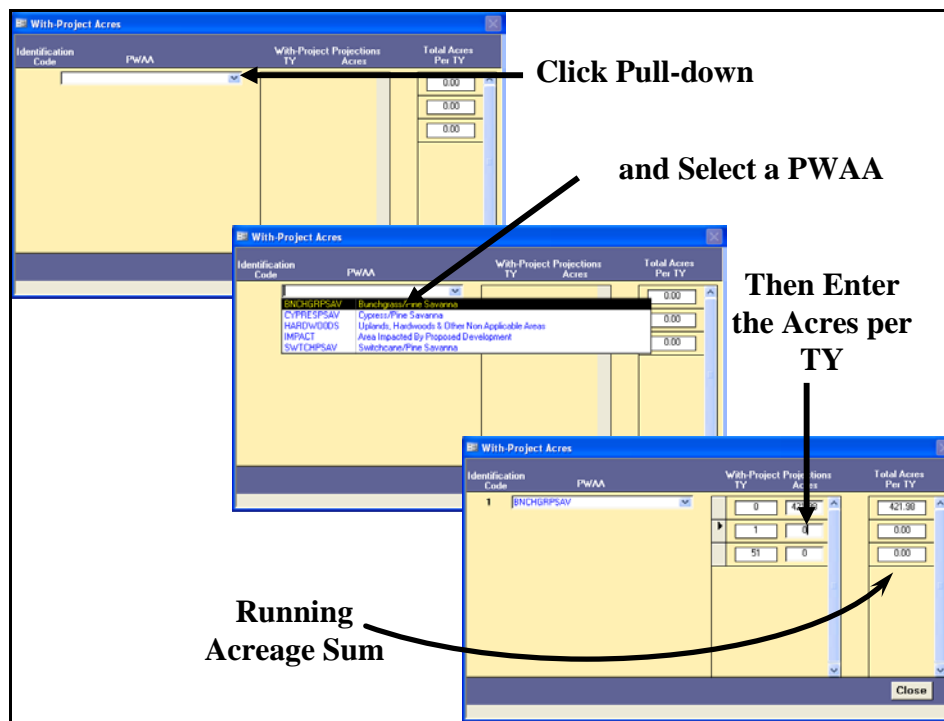 With-Project Acres
Identification Code PWAA With-Project Projections TY Acres Total Acres Per TY
0.00
0.00
0.00
Click Pull-down
and Select a PWAA
With-Project Acres
Identification Code PWAA With-Project Projections TY Acres Total Acres Per TY
BNCHGRPSAV Bunchgrass/Pine Savanna
CYPRESPSAV Cypress/Pine Savanna
HARDWOODS Uplands, Hardwoods & Other Non Applicable Areas
IMPACT Area Impacted By Proposed Development
SWTCHPSAV Switchcane/Pine Savanna
0.00
0.00
0.00
Then Enter
the Acres per
TY
With-Project Acres
Identification Code PWAA With-Project Projections TY Acres Total Acres Per TY
1 BNCHGRPSAV 0 421.98
1 0 0.00
51 0 0.00
Running
Acreage Sum
Close